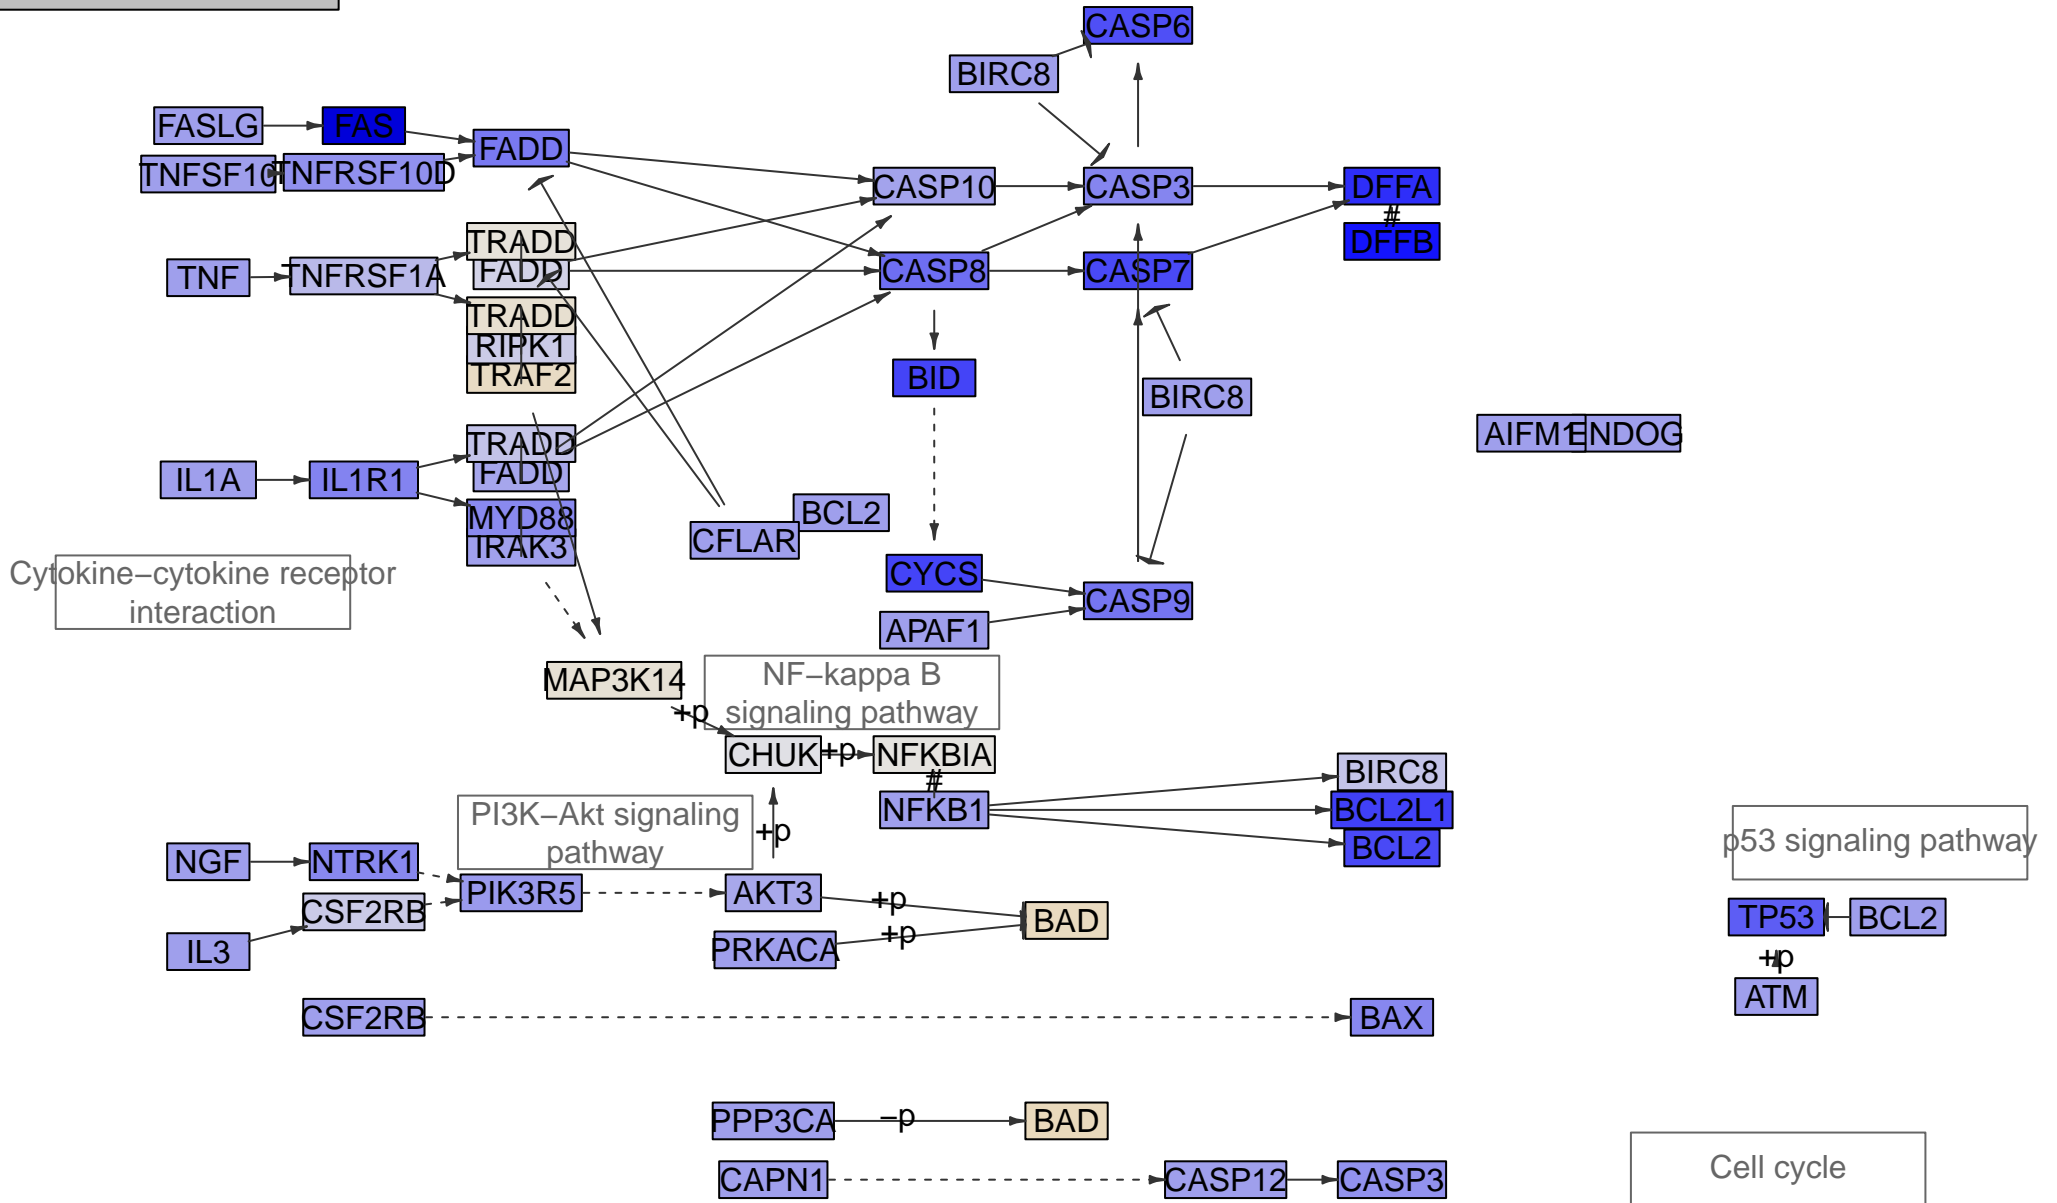 CASP6
BIRC8
FASLG
FAS
FADD
TNFSF10
TNFRSF10D
CASP10
CASP3
DFFA
#
DFFB
TRADD
FADD
TNF
TNFRSF1A
CASP8
CASP7
TRADD
RIPK1
TRAF2
BID
BIRC8
TRADD
FADD
AIFM1
ENDOG
IL1A
IL1R1
MYD88
IRAK3
BCL2
CFLAR
Cytokine−cytokine receptor
interaction
CYCS
CASP9
APAF1
MAP3K14
NF−kappa B
signaling pathway
+p
CHUK
+p
NFKBIA
#
NFKB1
BIRC8
BCL2L1
BCL2
PI3K−Akt signaling
pathway
+p
p53 signaling pathway
NGF
NTRK1
PIK3R5
AKT3
+p
CSF2RB
BAD
TP53
BCL2
IL3
PRKACA
+p
+p
ATM
CSF2RB
BAX
PPP3CA
−p
BAD
Cell cycle
CAPN1
CASP12
CASP3